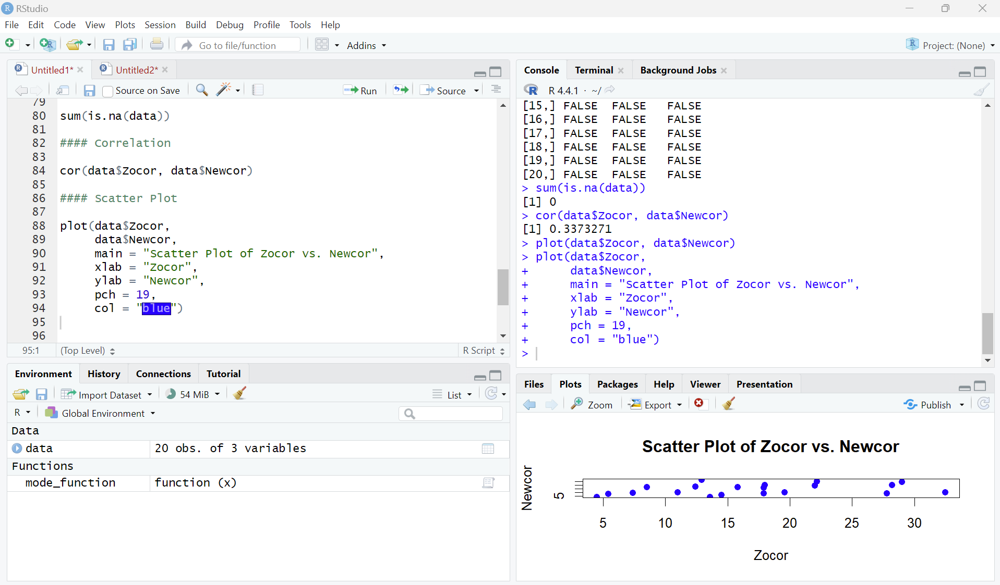 RStudio
File Edit Code View Plots Session Build Debug Profile Tools Help
Go to file/function Addins Project: (None)
Untitled1* Untitled2*
Source on Save Run Source
79
80 sum(is.na(data))
81
82 #### Correlation
83
84 cor(data$Zocor, data$Newcor)
85
86 #### Scatter Plot
87
88 plot(data$Zocor,
89 data$Newcor,
90 main = "Scatter Plot of Zocor vs. Newcor",
91 xlab = "Zocor",
92 ylab = "Newcor",
93 pch = 19,
94 col = "blue")
95
96
95:1 (Top Level) R Script
Console Terminal Background Jobs
R 4.4.1 · ~/
[15,] FALSE FALSE FALSE
[16,] FALSE FALSE FALSE
[17,] FALSE FALSE FALSE
[18,] FALSE FALSE FALSE
[19,] FALSE FALSE FALSE
[20,] FALSE FALSE FALSE
> sum(is.na(data))
[1] 0
> cor(data$Zocor, data$Newcor)
[1] 0.3373271
> plot(data$Zocor, data$Newcor)
> plot(data$Zocor,
+ data$Newcor,
+ main = "Scatter Plot of Zocor vs. Newcor",
+ xlab = "Zocor",
+ ylab = "Newcor",
+ pch = 19,
+ col = "blue")
>
Environment History Connections Tutorial
Import Dataset 54 MiB List
R Global Environment
Data
data 20 obs. of 3 variables
Functions
mode_function function (x)
Files Plots Packages Help Viewer Presentation
Zoom Export Publish
Scatter Plot of Zocor vs. Newcor
Newcor
5
5 10 15 20 25 30
Zocor